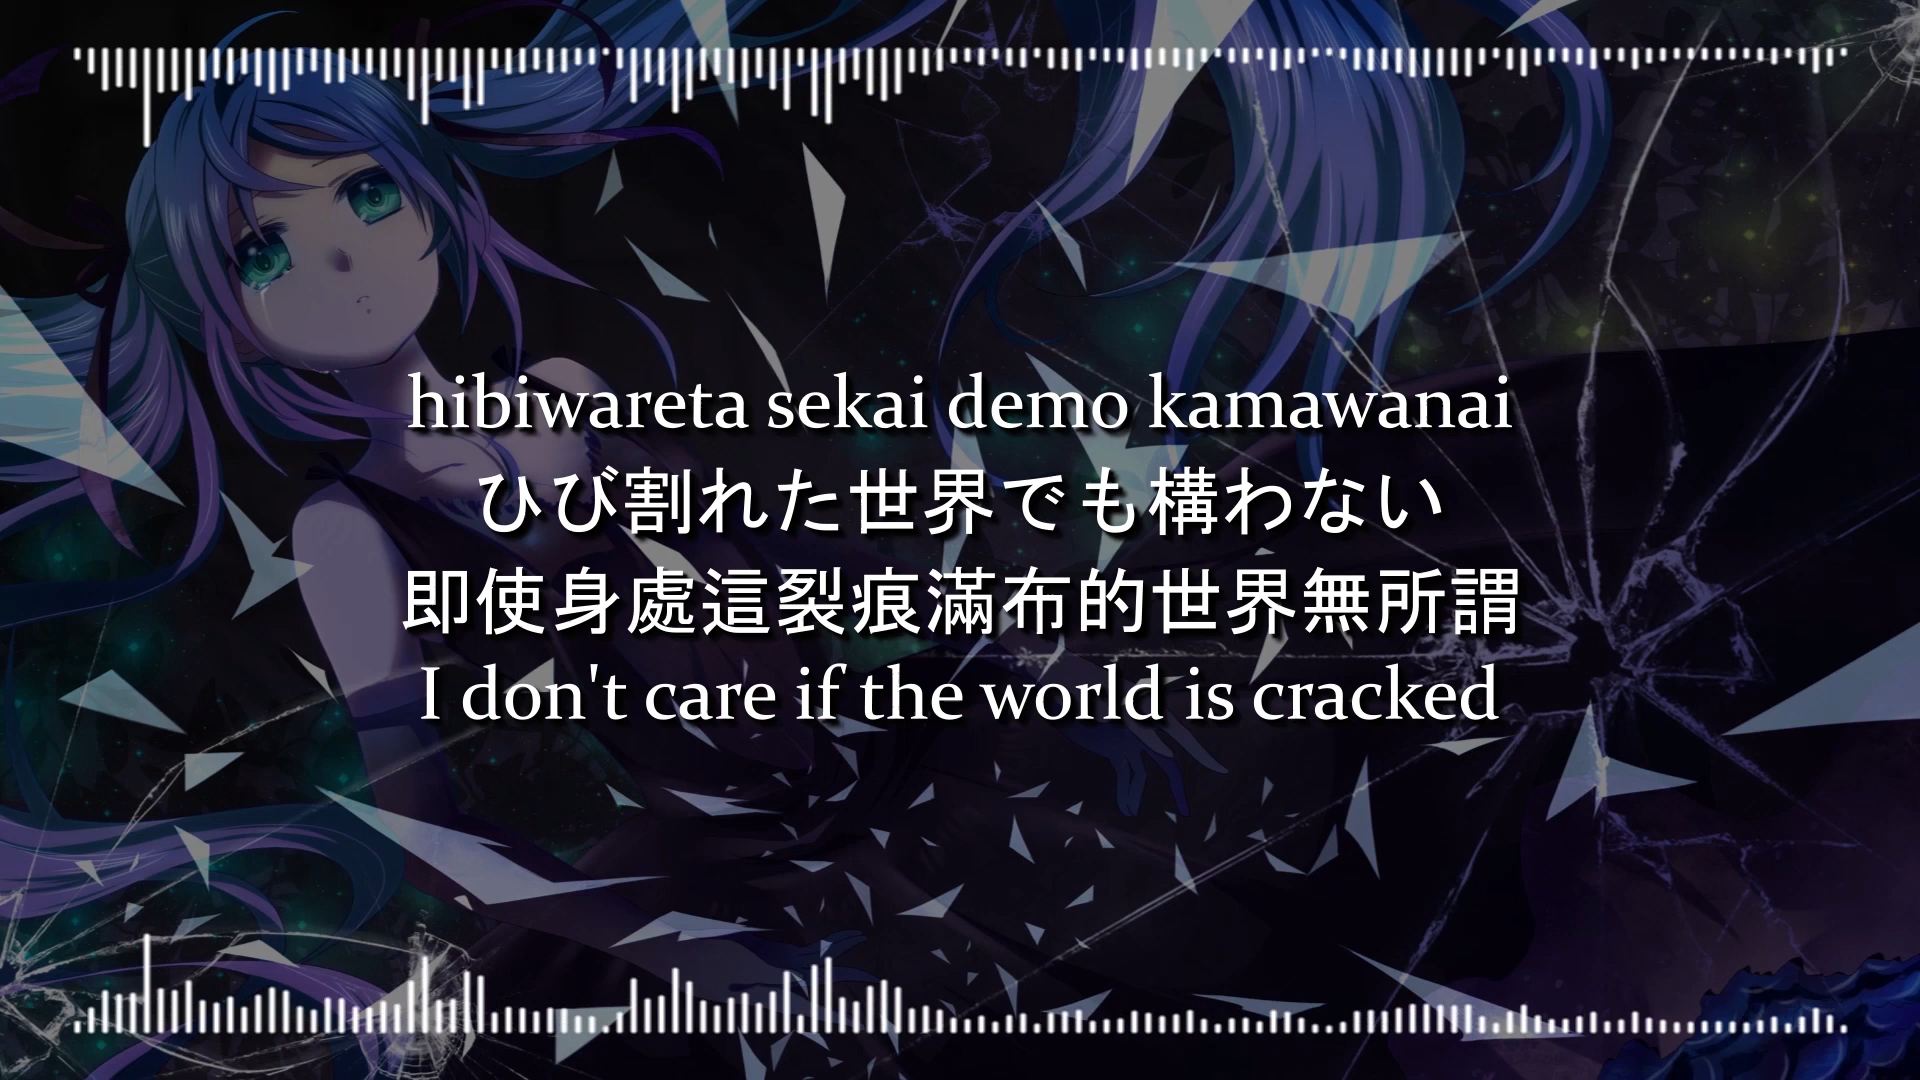 hibiwareta sekai demo kamawanai
ひび割れた世界でも構わない
即使身處這裂痕滿布的世界無所謂
I don't care if the world is cracked